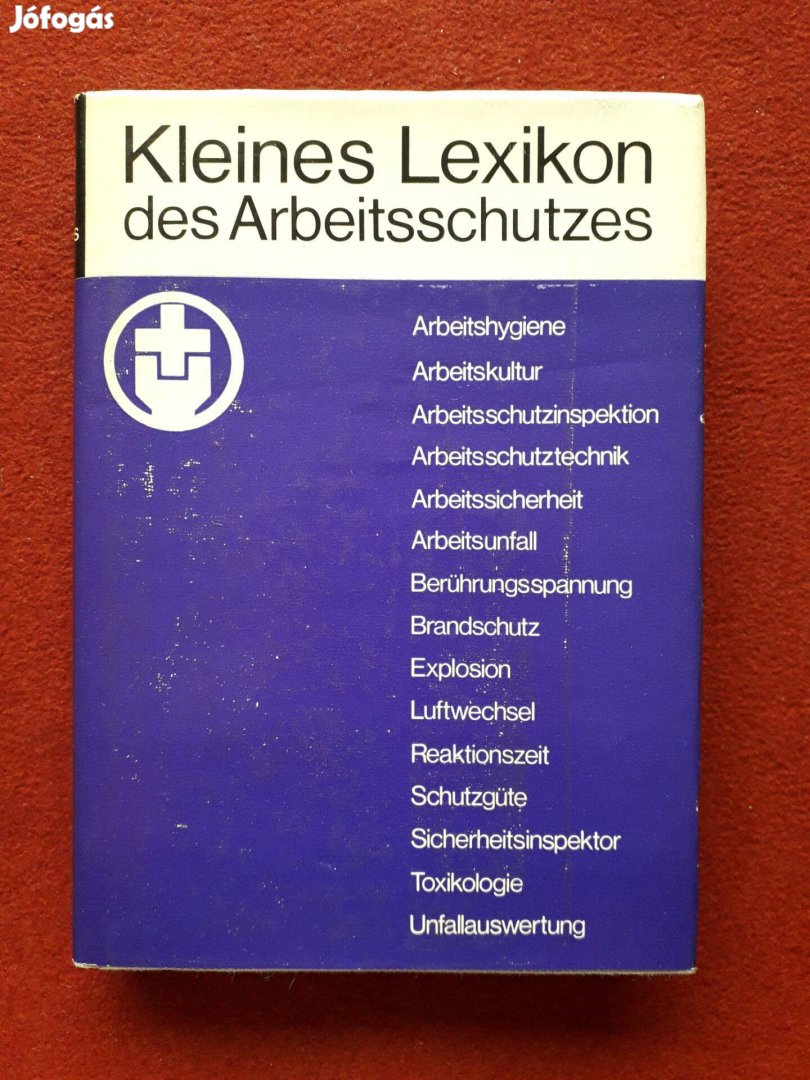 Jófogás
Kleines Lexikon
des Arbeitsschutzes
Arbeitshygiene
Arbeitskultur
Arbeitsschutzinspektion
Arbeitsschutztechnik
Arbeitssicherheit
Arbeitsunfall
Berührungsspannung
Brandschutz
Explosion
Luftwechsel
Reaktionszeit
Schutzgüte
Sicherheitsinspektor
Toxikologie
Unfallauswertung